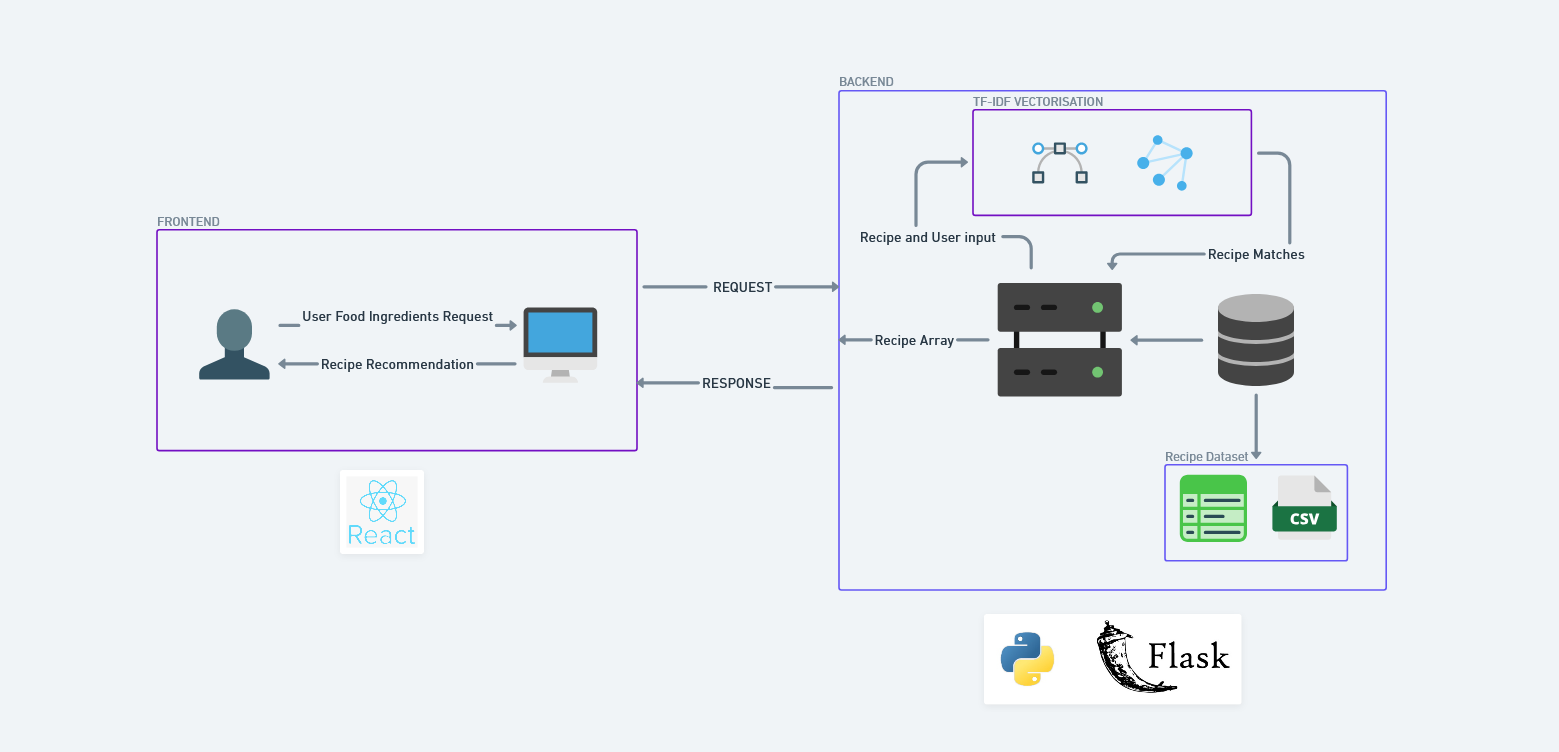 BACKEND
TF-IDF VECTORISATION
FRONTEND
Recipe and User input
Recipe Matches
REQUEST
User Food Ingredients Request
Recipe Array
Recipe Recommendation
RESPONSE
Recipe Dataset
CSV
React
Flask